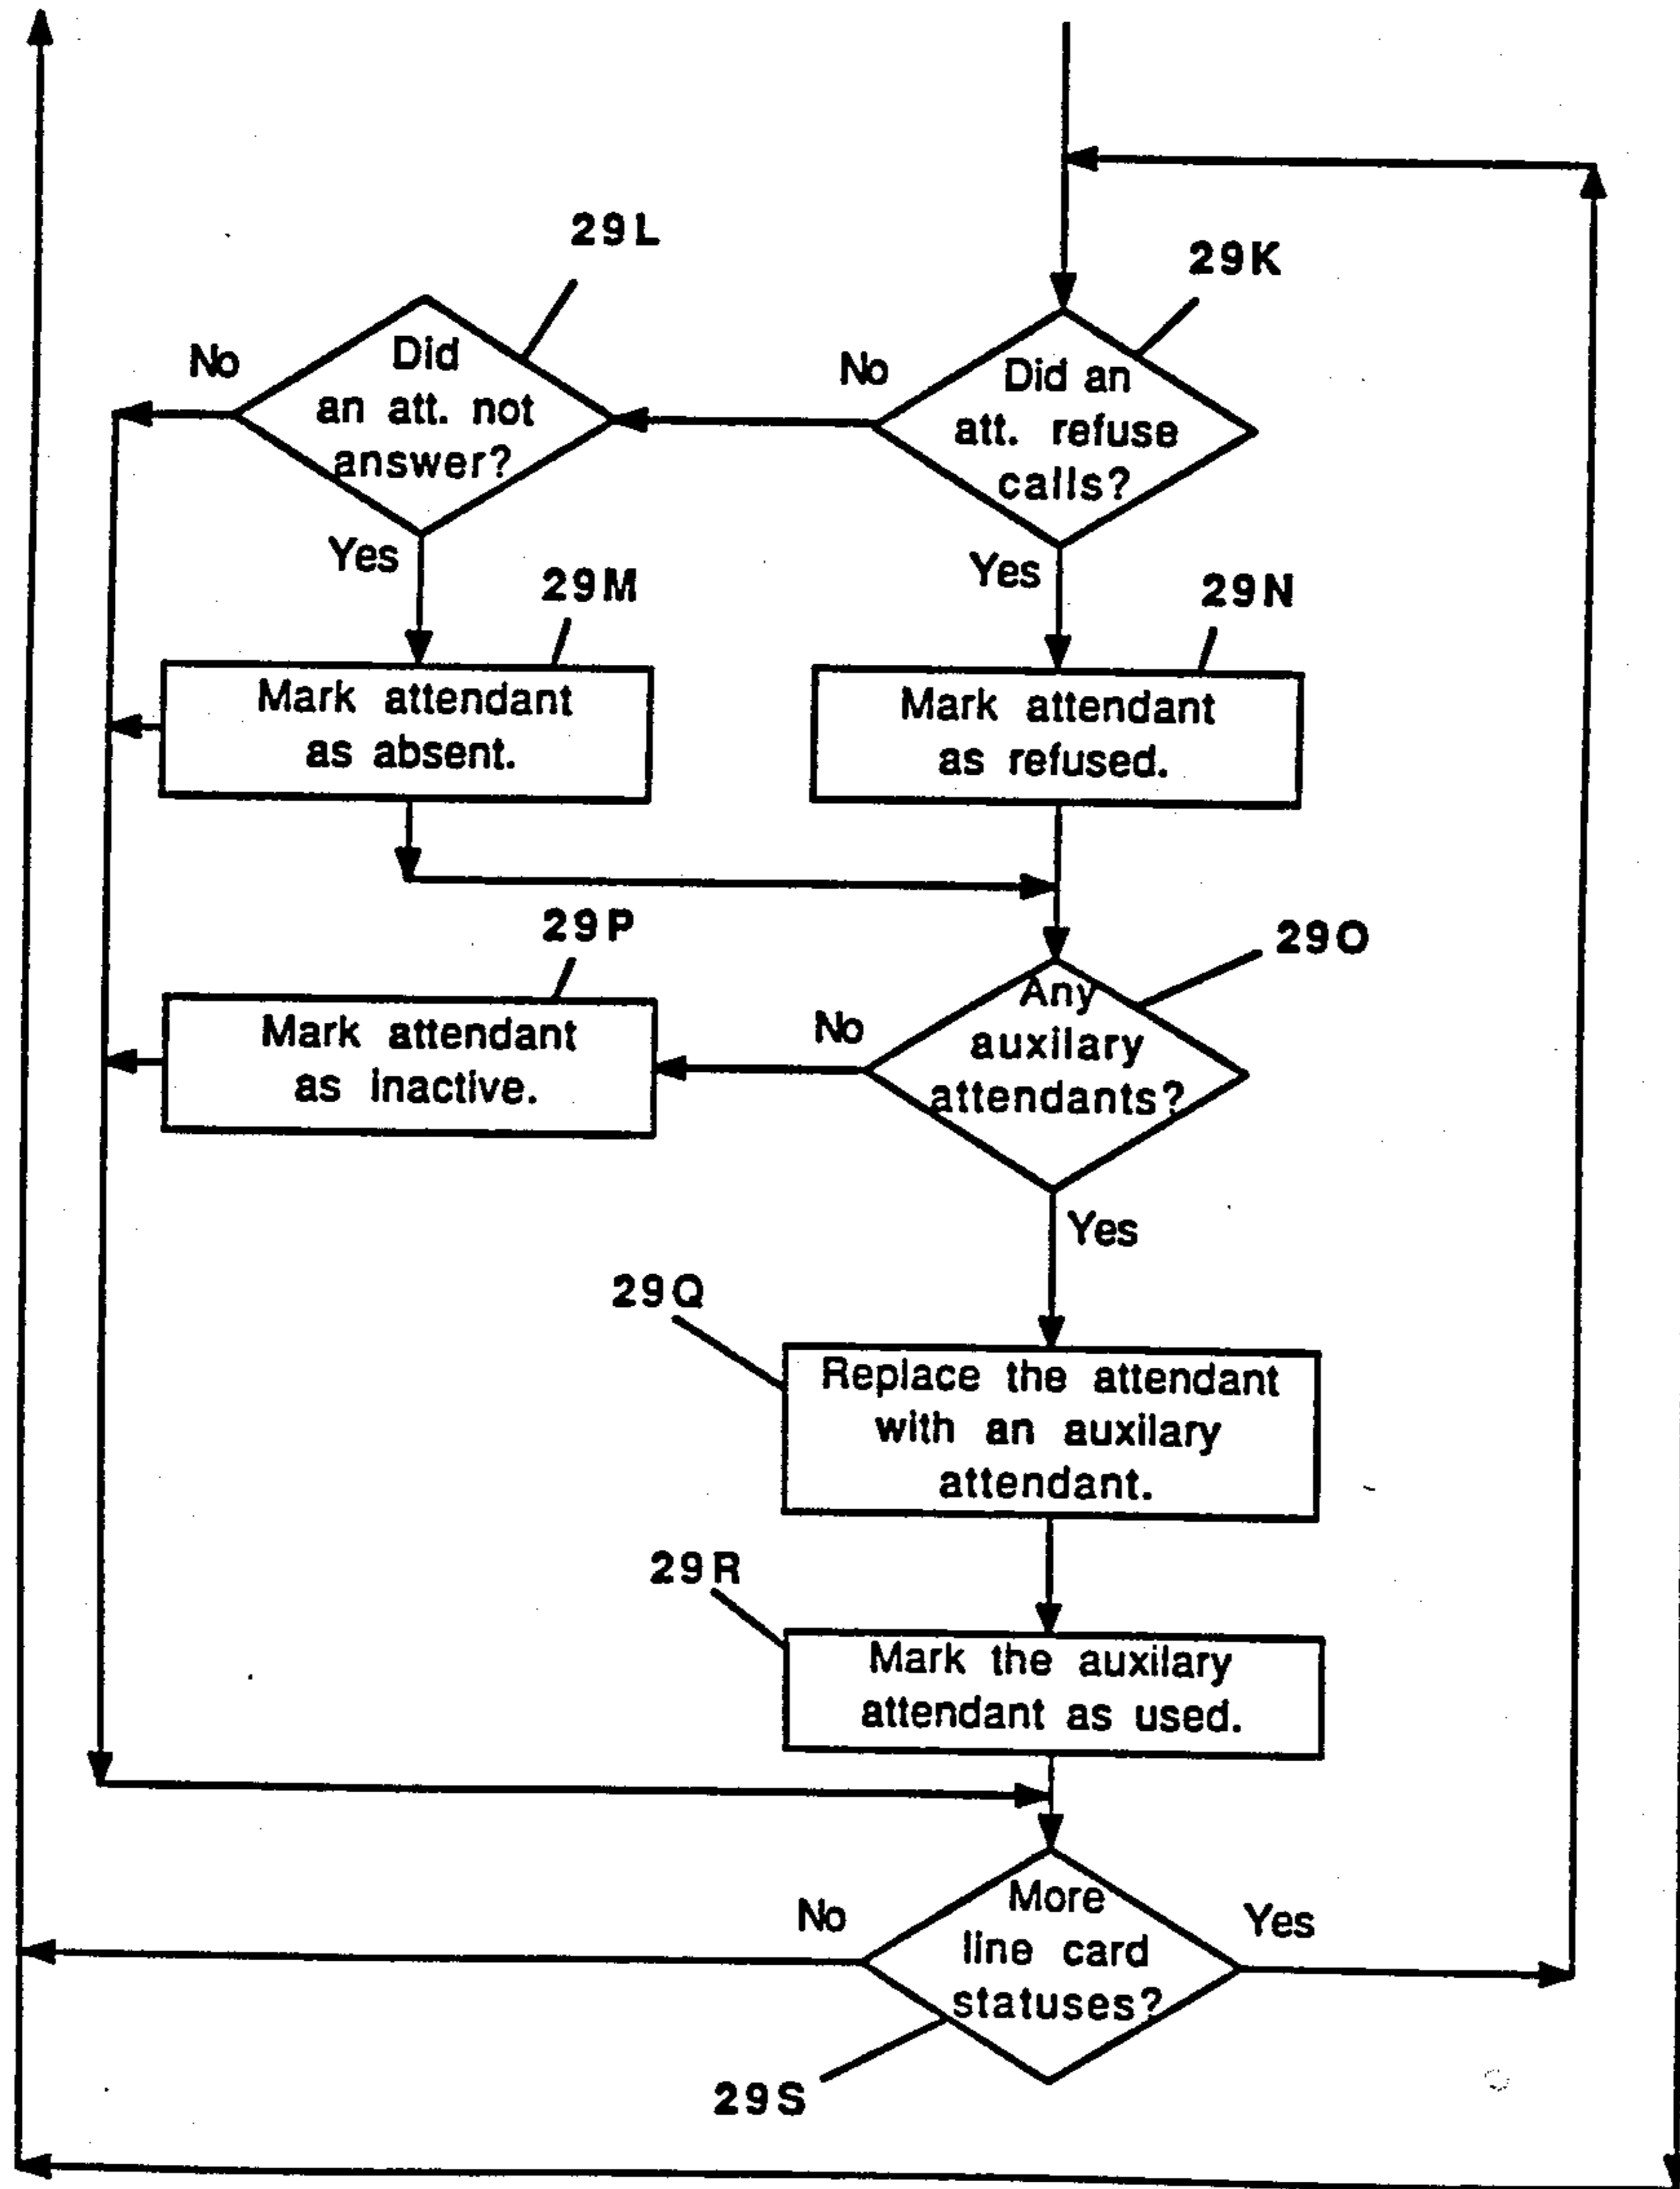 29L
29K
No
Did
an att. not
answer?
No
Did an
att. refuse
calls?
Yes
29M
Yes
29N
Mark attendant
as absent.
Mark attendant
as refused.
29P
29O
Mark attendant
as inactive.
No
Any
auxilary
attendants?
Yes
29Q
Replace the attendant
with an auxilary
attendant.
29R
Mark the auxilary
attendant as used.
No
More
line card
statuses?
Yes
29S